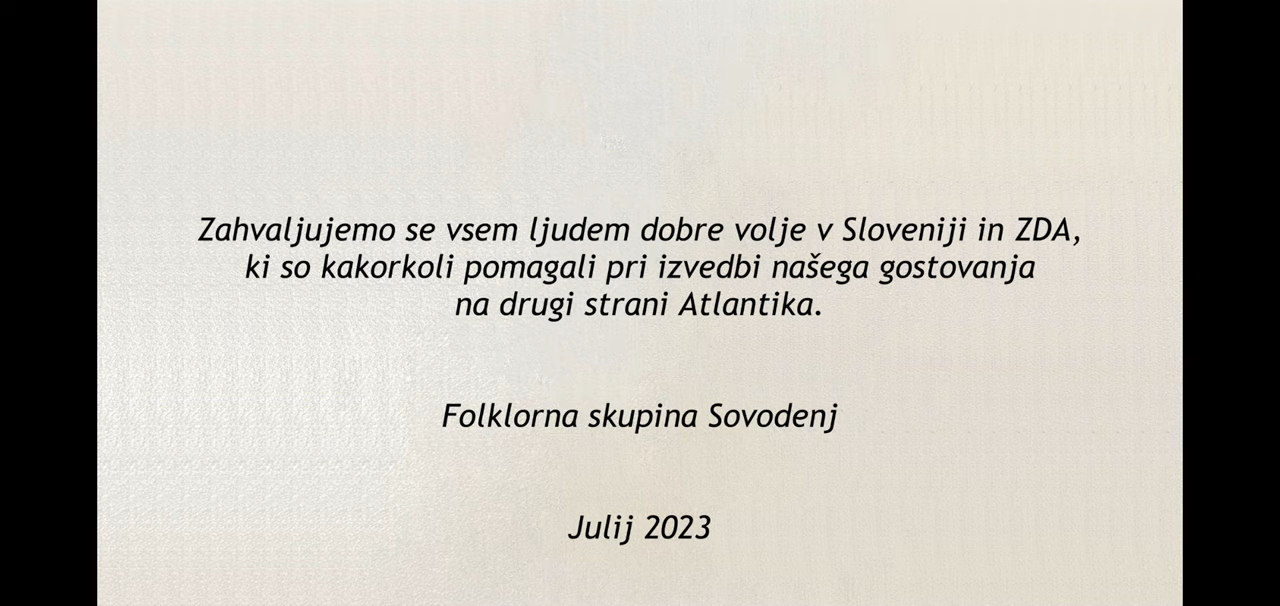 Zahvaljujemo se vsem ljudem dobre volje v Sloveniji in ZDA,
ki so kakorkoli pomagali pri izvedbi našega gostovanja
na drugi strani Atlantika.
Folklorna skupina Sovodenj
Julij 2023